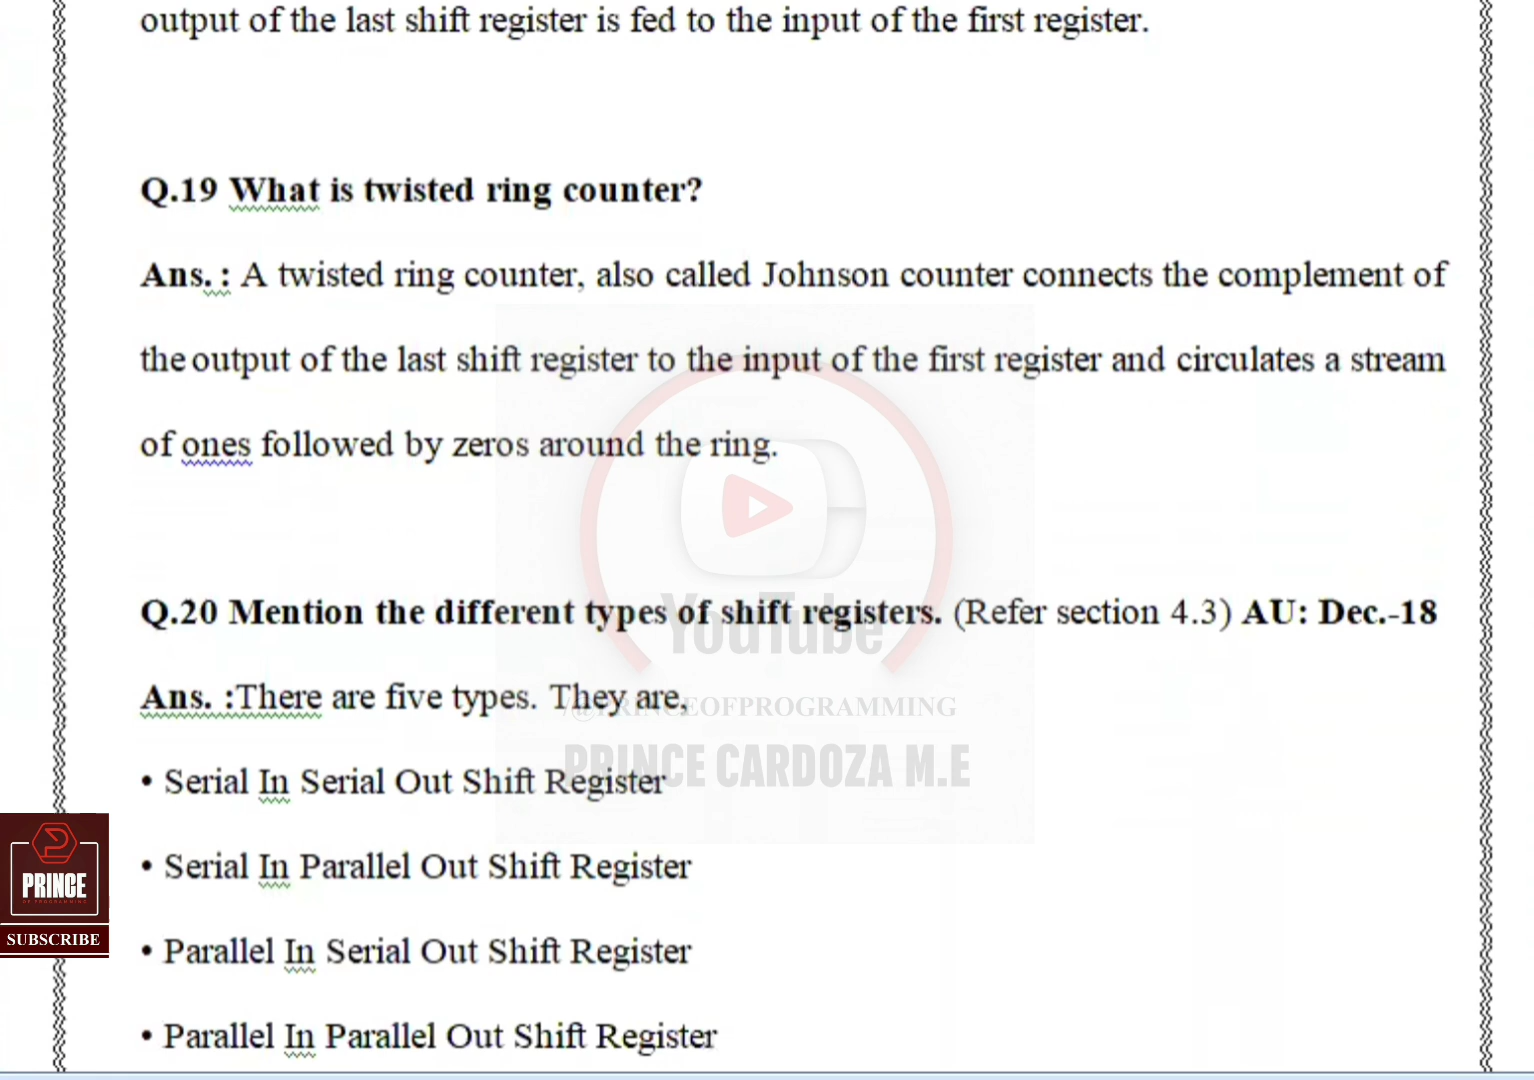 output of the last shift register is fed to the input of the first register.
Q.19 What is twisted ring counter?
Ans. : A twisted ring counter, also called Johnson counter connects the complement of
the output of the last shift register to the input of the first register and circulates a stream
of ones followed by zeros around the ring.
Q.20 Mention the different types of shift registers. (Refer section 4.3) AU: Dec.-18
YouTube
Ans. :There are five types. They are,
/@PRINCEOFPROGRAMMING
PRINCE CARDOZA M.E
• Serial In Serial Out Shift Register
• Serial In Parallel Out Shift Register
PRINCE
OF PROGRAMMING
SUBSCRIBE
• Parallel In Serial Out Shift Register
• Parallel In Parallel Out Shift Register